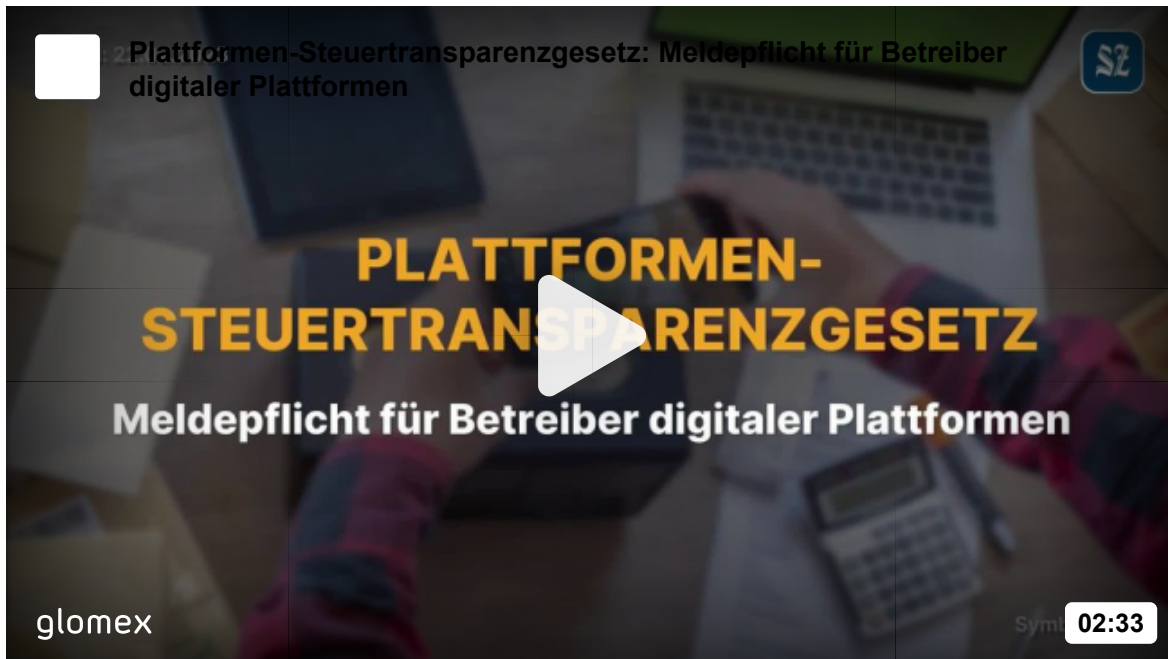 Plattformen-Steuertransparenzgesetz: Meldepflicht für Betreiber
digitaler Plattformen
SZ
PLATTFORMEN-
STEUERTRANSPARENZGESETZ
Meldepflicht für Betreiber digitaler Plattformen
glomex
02:33